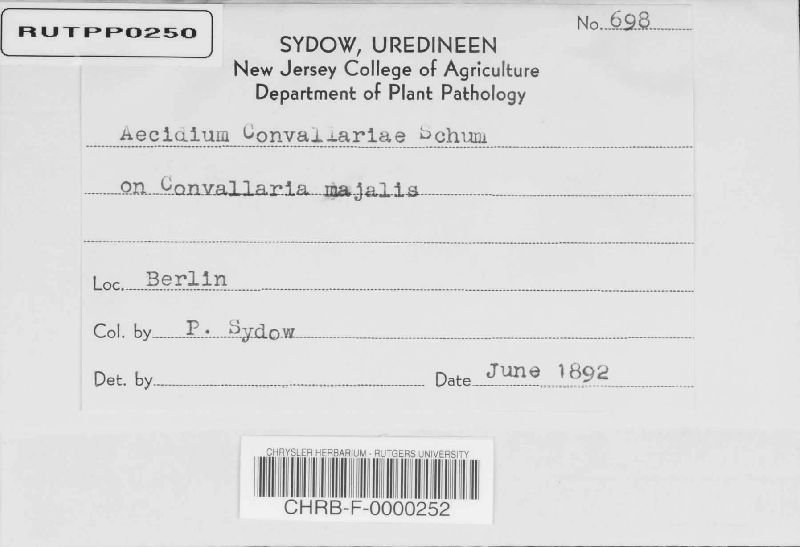 RUTPP0250
No. 698
SYDOW, UREDINEEN
New Jersey College of Agriculture
Department of Plant Pathology
Aecidium Convallariae Schum
on Convallaria majalis
Loc. Berlin
Col. by P. Sydow
Det. by
Date June 1892
CHRYSLER HERBARIUM - RUTGERS UNIVERSITY
CHRB-F-0000252